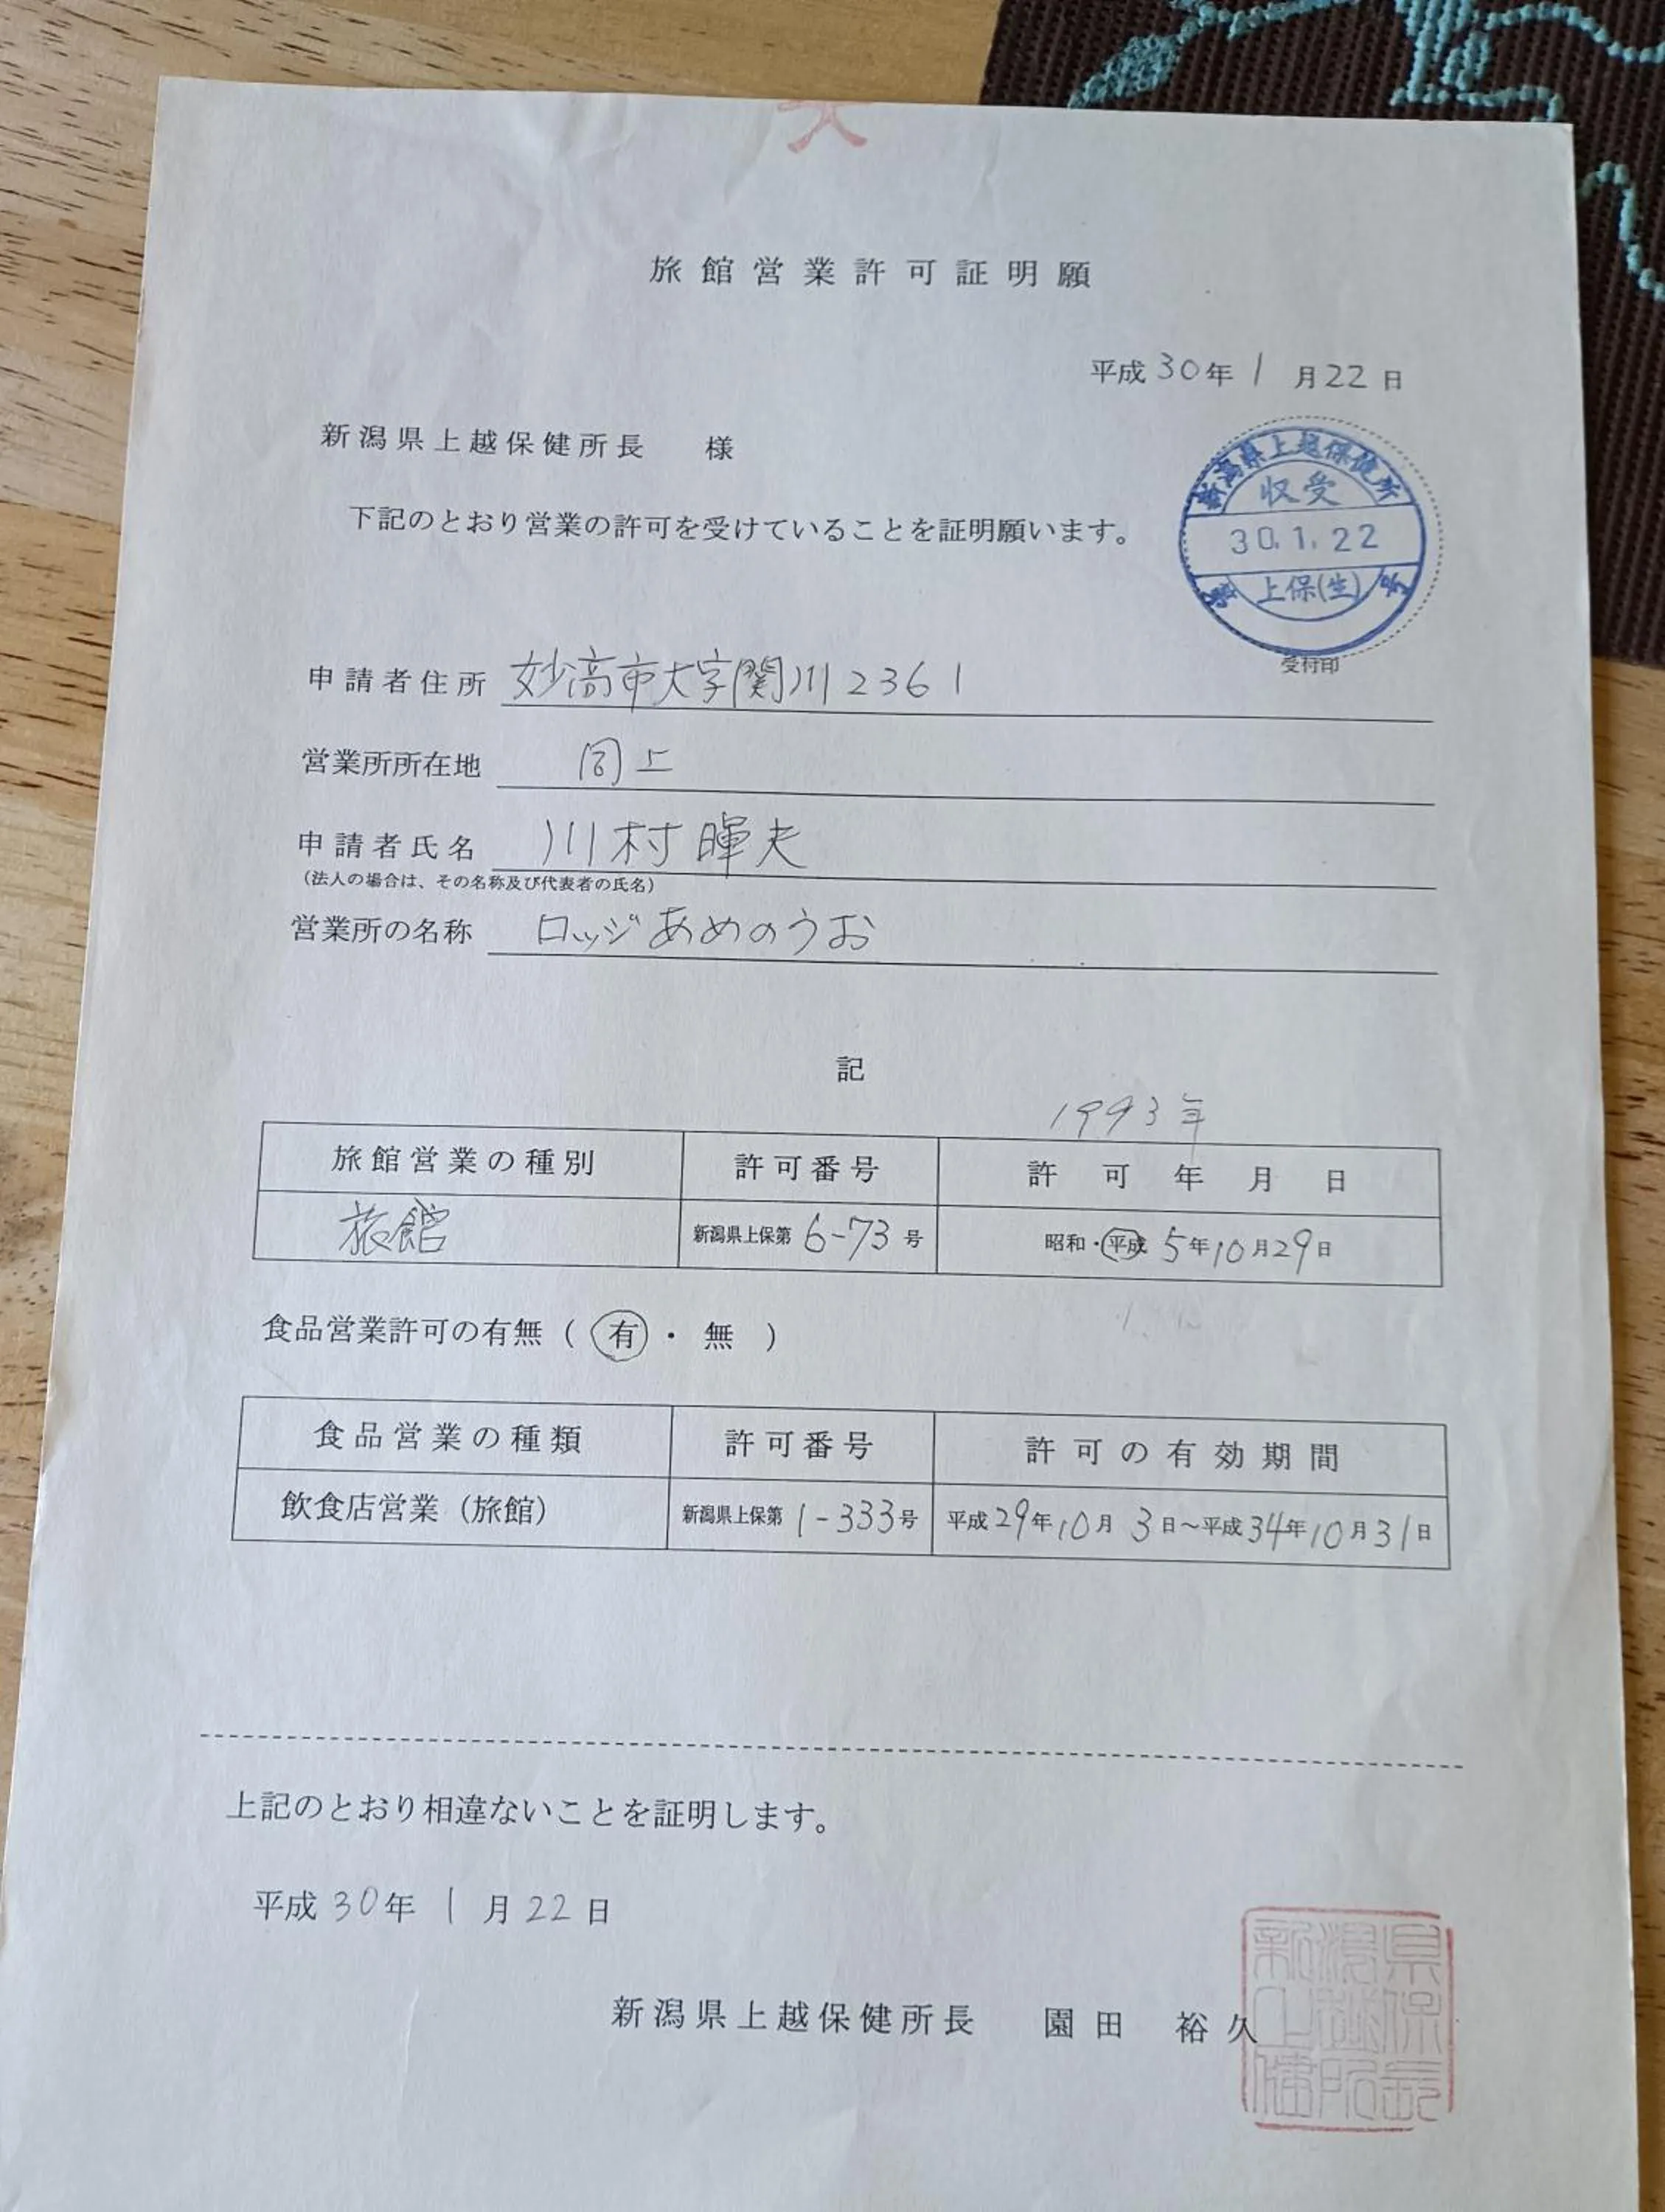 旅館営業許可証明願
平成30年1月22日
新潟県上越保健所長 様
下記のとおり営業の許可を受けていることを証明願います。
新潟県上越保健所
収受
30.1.22
上保(生)
受付印
申請者住所 妙高市大字関川2361
営業所所在地 同上
申請者氏名 川村暉夫
(法人の場合は、その名称及び代表者の氏名)
営業所の名称 ロッジあめのうお
記
1993年
旅館営業の種別 許可番号 許可年月日
旅館 新潟県上保第6-73号 昭和・平成5年10月29日
食品営業許可の有無(有・無)
食品営業の種類 許可番号 許可の有効期間
飲食店営業(旅館) 新潟県上保第1-333号 平成29年10月3日~平成34年10月31日
上記のとおり相違ないことを証明します。
平成30年1月22日
新潟県上越保健所長 園田 裕久